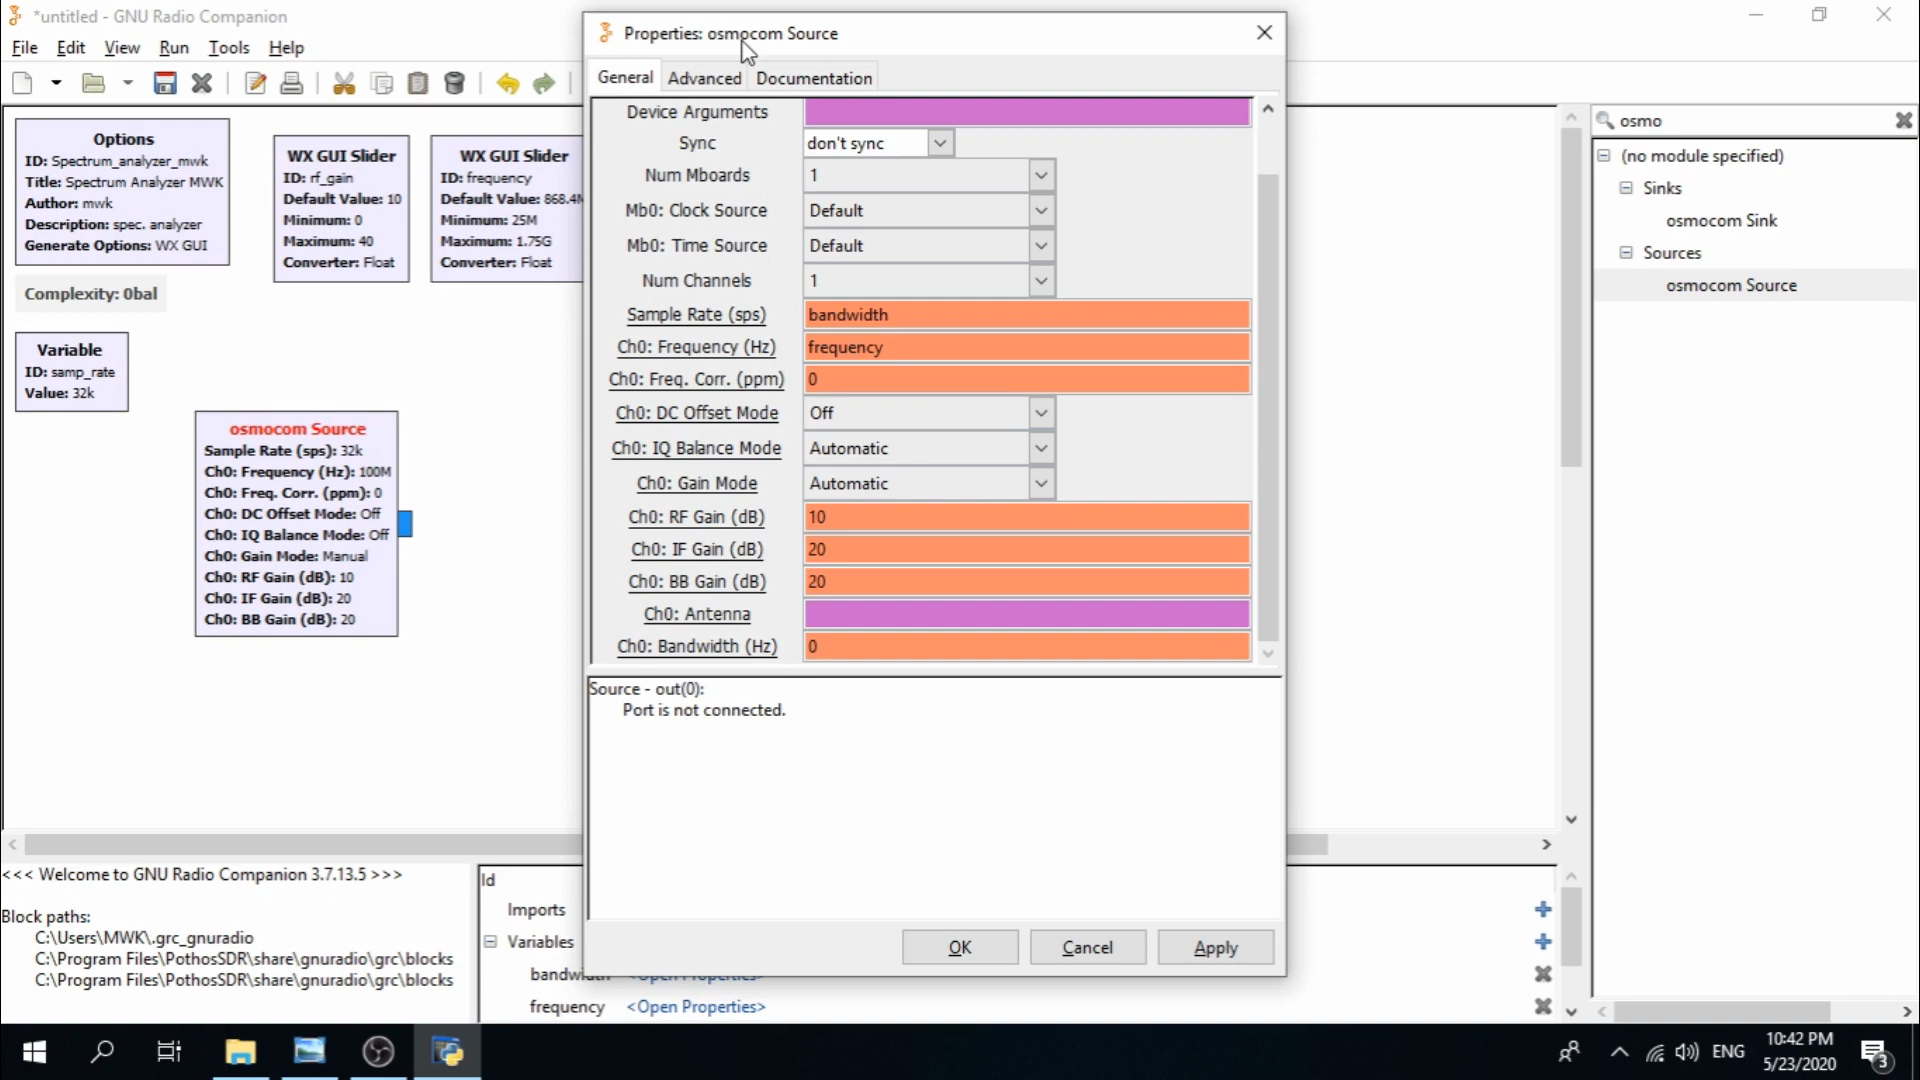 *untitled - GNU Radio Companion
File Edit View Run Tools Help
Options
ID: Spectrum_analyzer_mwk
Title: Spectrum Analyzer MWK
Author: mwk
Description: spec. analyzer
Generate Options: WX GUI
WX GUI Slider
ID: rf_gain
Default Value: 10
Minimum: 0
Maximum: 40
Converter: Float
WX GUI Slider
ID: frequency
Default Value: 868.4M
Minimum: 25M
Maximum: 1.75G
Converter: Float
Complexity: 0bal
Variable
ID: samp_rate
Value: 32k
osmocom Source
Sample Rate (sps): 32k
Ch0: Frequency (Hz): 100M
Ch0: Freq. Corr. (ppm): 0
Ch0: DC Offset Mode: Off
Ch0: IQ Balance Mode: Off
Ch0: Gain Mode: Manual
Ch0: RF Gain (dB): 10
Ch0: IF Gain (dB): 20
Ch0: BB Gain (dB): 20
Properties: osmocom Source
General Advanced Documentation
Device Arguments
Sync don't sync
Num Mboards 1
Mb0: Clock Source Default
Mb0: Time Source Default
Num Channels 1
Sample Rate (sps) bandwidth
Ch0: Frequency (Hz) frequency
Ch0: Freq. Corr. (ppm) 0
Ch0: DC Offset Mode Off
Ch0: IQ Balance Mode Automatic
Ch0: Gain Mode Automatic
Ch0: RF Gain (dB) 10
Ch0: IF Gain (dB) 20
Ch0: BB Gain (dB) 20
Ch0: Antenna
Ch0: Bandwidth (Hz) 0
Source - out(0):
Port is not connected.
OK Cancel Apply
osmo
(no module specified)
Sinks
osmocom Sink
Sources
osmocom Source
<<< Welcome to GNU Radio Companion 3.7.13.5 >>>
Block paths:
C:\Users\MWK\.grc_gnuradio
C:\Program Files\PothosSDR\share\gnuradio\grc\blocks
C:\Program Files\PothosSDR\share\gnuradio\grc\blocks
Id
Imports
Variables
bandwidth <Open Properties>
frequency <Open Properties>
ENG
10:42 PM
5/23/2020
3